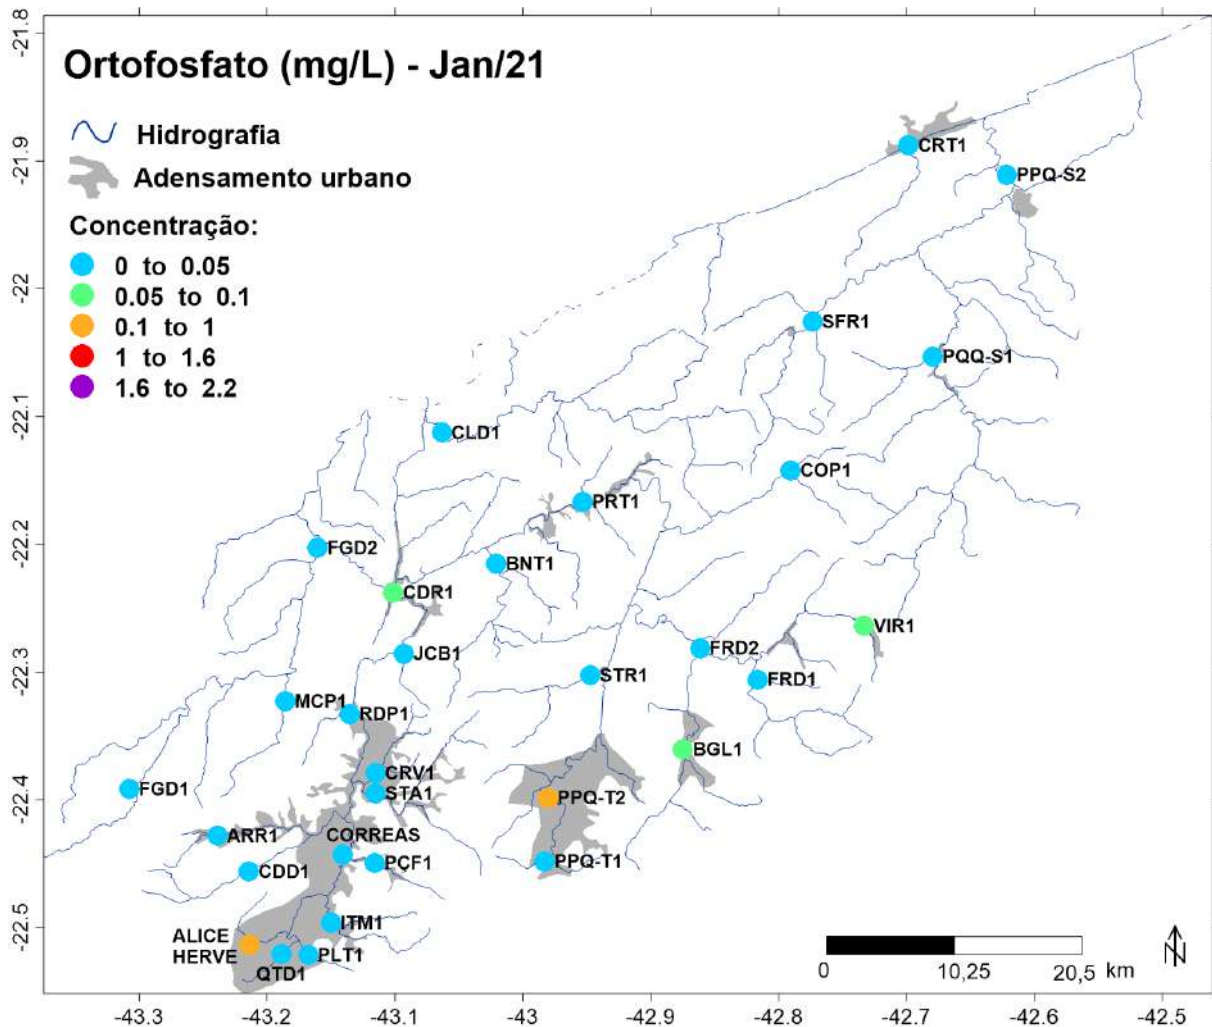 Ortofosfato (mg/L) - Jan/21
Hidrografia
Adensamento urbano
Concentração:
0 to 0.05
0.05 to 0.1
0.1 to 1
1 to 1.6
1.6 to 2.2
CRT1
PPQ-S2
SFR1
PQQ-S1
CLD1
COP1
PRT1
FGD2
BNT1
CDR1
VIR1
JCB1
FRD2
STR1
FRD1
MCP1
RDP1
BGL1
CRV1
FGD1
STA1
PPQ-T2
ARR1
CORREAS
CDD1
PCF1
PPQ-T1
ITM1
ALICE
HERVE
QTD1
PLT1
0 10,25 20,5 km
N
-21.8
-21.9
-22
-22.1
-22.2
-22.3
-22.4
-22.5
-43.3 -43.2 -43.1 -43 -42.9 -42.8 -42.7 -42.6 -42.5